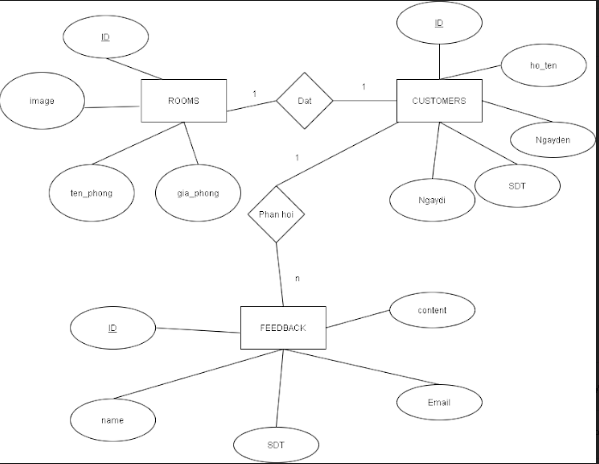 ID
ID
ho_ten
image
ROOMS
1
Dat
1
CUSTOMERS
Ngayden
1
ten_phong
gia_phong
Ngaydi
SDT
Phan hoi
n
content
ID
FEEDBACK
name
Email
SDT